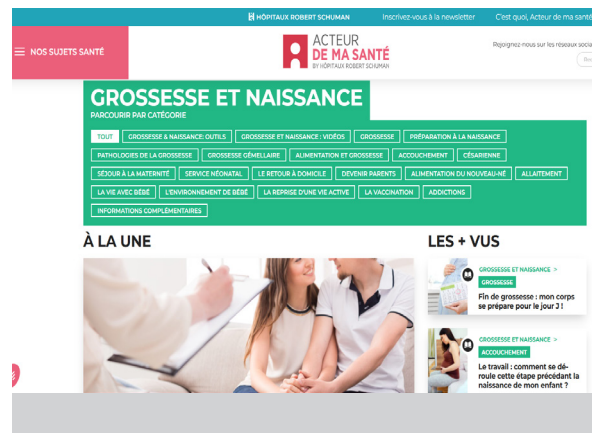 HÔPITAUX ROBERT SCHUMAN
Inscrivez-vous à la newsletter
C'est quoi, Acteur de ma santé
NOS SUJETS SANTÉ
ACTEUR
DE MA SANTÉ
BY HÔPITAUX ROBERT SCHUMAN
Rejoignez-nous sur les réseaux
GROSSESSE ET NAISSANCE
PARCOURIR PAR CATÉGORIE
TOUT GROSSESSE & NAISSANCE: OUTILS GROSSESSE ET NAISSANCE : VIDÉOS GROSSESSE PRÉPARATION À LA NAISSANCE
PATHOLOGIES DE LA GROSSESSE GROSSESSE GÉMELLAIRE ALIMENTATION ET GROSSESSE ACCOUCHEMENT CÉSARIENNE
SÉJOUR À LA MATERNITÉ SERVICE NÉONATAL LE RETOUR À DOMICILE DEVENIR PARENTS ALIMENTATION DU NOUVEAU-NÉ ALLAITEMENT
LA VIE AVEC BÉBÉ L'ENVIRONNEMENT DE BÉBÉ LA REPRISE D'UNE VIE ACTIVE LA VACCINATION ADDICTIONS
INFORMATIONS COMPLÉMENTAIRES
À LA UNE
LES + VUS
GROSSESSE ET NAISSANCE >
GROSSESSE
Fin de grossesse : mon corps
se prépare pour le jour J !
GROSSESSE ET NAISSANCE >
ACCOUCHEMENT
Le travail : comment se dé-
roule cette étape précédant la
naissance de mon enfant ?